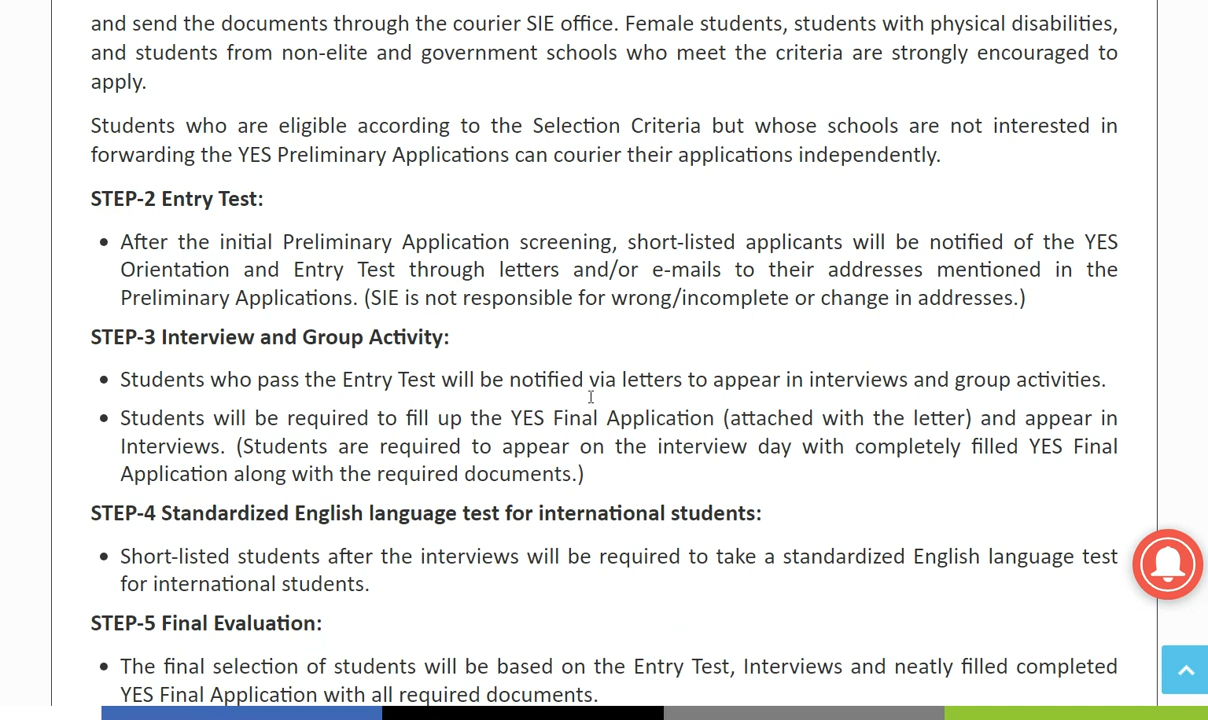 and send the documents through the courier SIE office. Female students, students with physical disabilities,
and students from non-elite and government schools who meet the criteria are strongly encouraged to
apply.
Students who are eligible according to the Selection Criteria but whose schools are not interested in
forwarding the YES Preliminary Applications can courier their applications independently.
STEP-2 Entry Test:
• After the initial Preliminary Application screening, short-listed applicants will be notified of the YES
Orientation and Entry Test through letters and/or e-mails to their addresses mentioned in the
Preliminary Applications. (SIE is not responsible for wrong/incomplete or change in addresses.)
STEP-3 Interview and Group Activity:
• Students who pass the Entry Test will be notified via letters to appear in interviews and group activities.
• Students will be required to fill up the YES Final Application (attached with the letter) and appear in
Interviews. (Students are required to appear on the interview day with completely filled YES Final
Application along with the required documents.)
STEP-4 Standardized English language test for international students:
• Short-listed students after the interviews will be required to take a standardized English language test
for international students.
STEP-5 Final Evaluation:
• The final selection of students will be based on the Entry Test, Interviews and neatly filled completed
YES Final Application with all required documents.